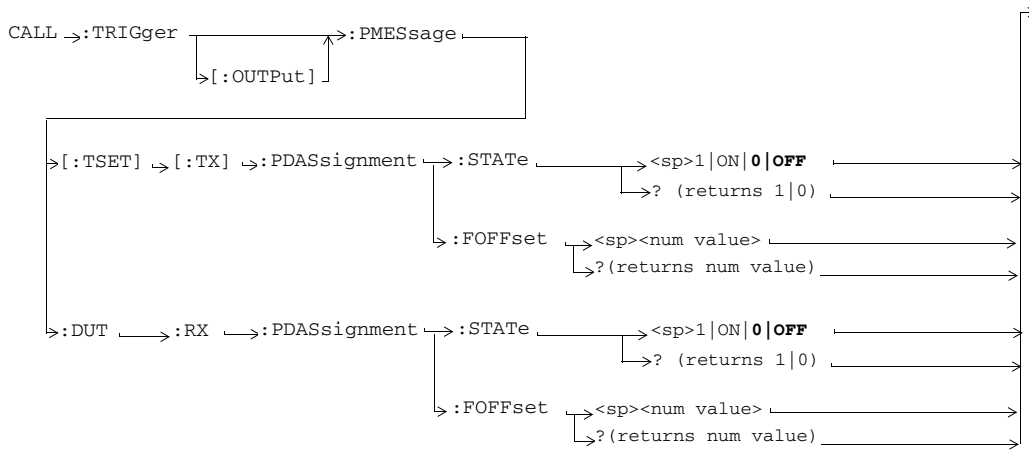 CALL :TRIGger :PMESsage
[:OUTPut]
[:TSET] [:TX] :PDASsignment :STATe <sp>1|ON|0|OFF
? (returns 1|0)
:FOFFset <sp><num value>
?(returns num value)
:DUT :RX :PDASsignment :STATe <sp>1|ON|0|OFF
? (returns 1|0)
:FOFFset <sp><num value>
?(returns num value)